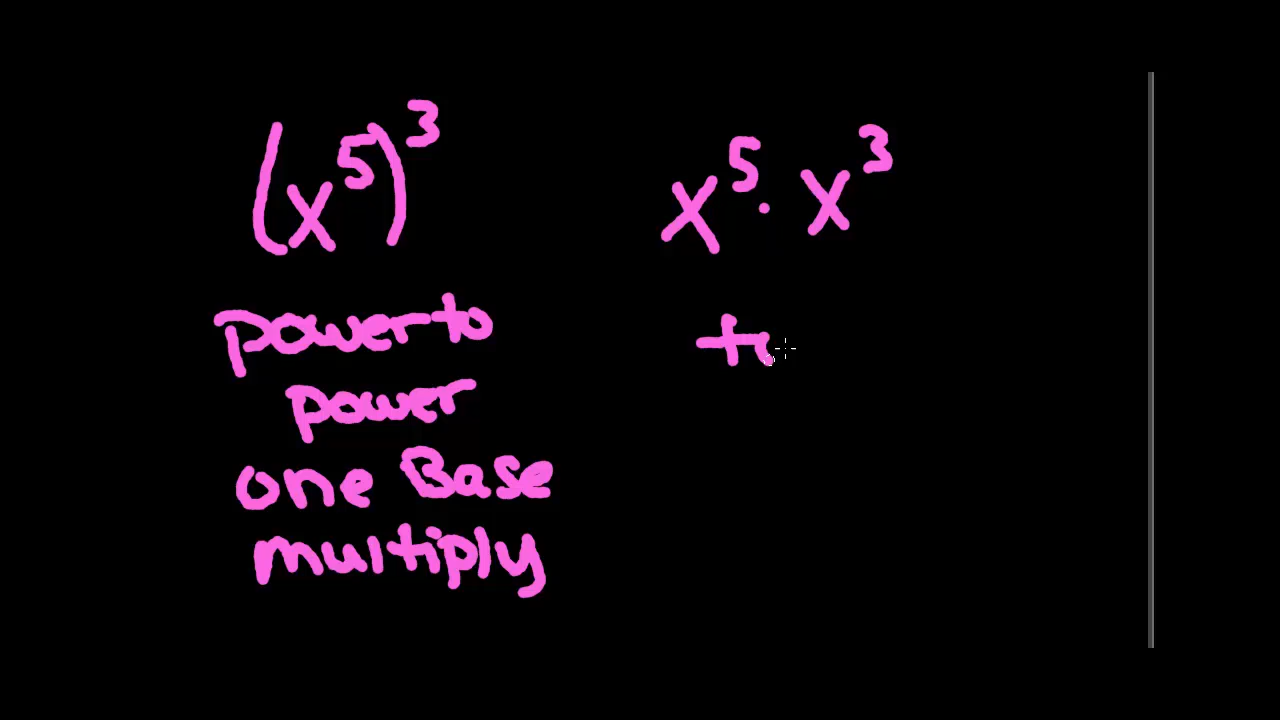 (x⁵)³
x⁵ · x³
power to
power
one Base
multiply